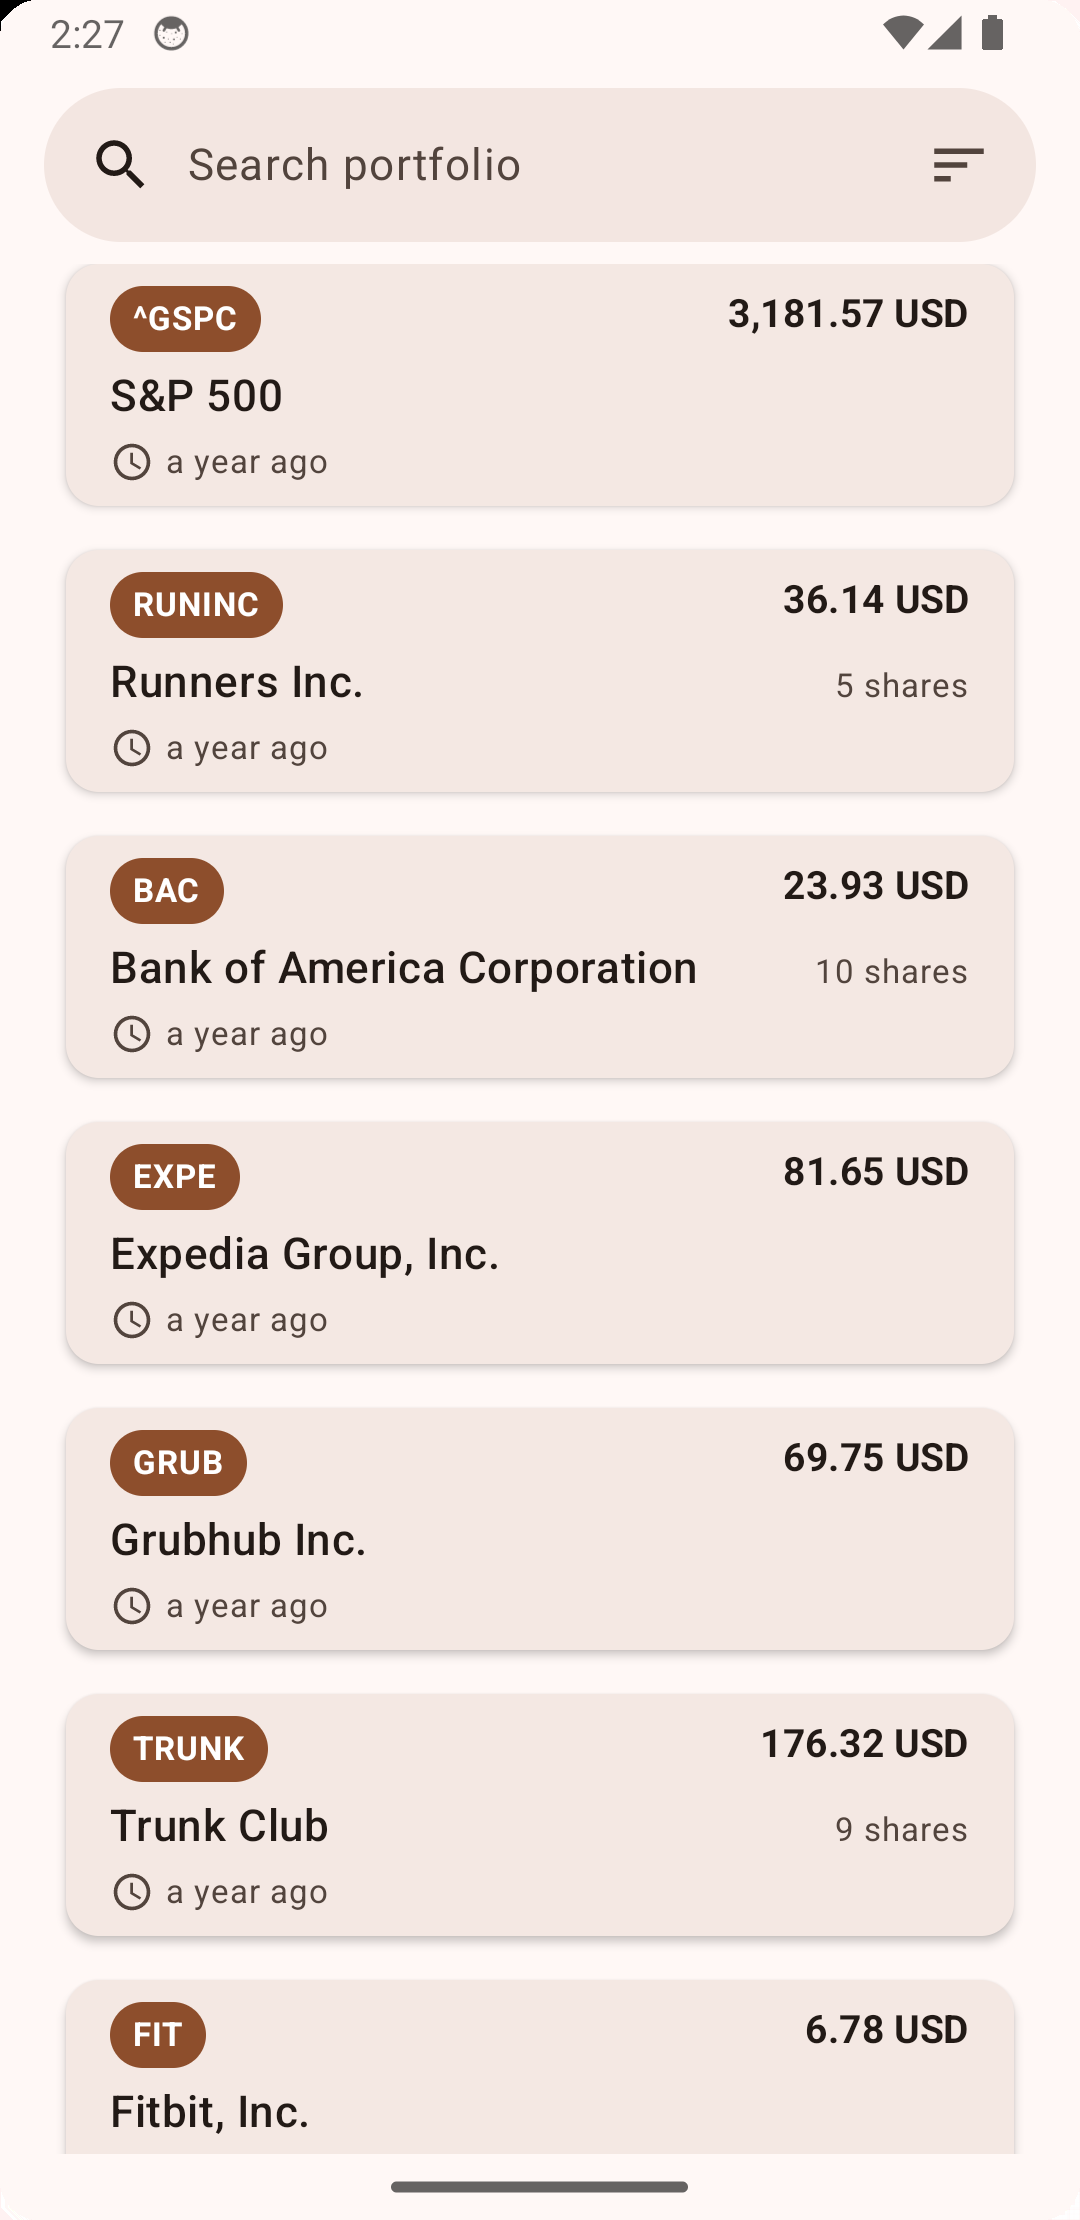 2:27
Search portfolio
^GSPC
3,181.57 USD
S&P 500
a year ago
RUNINC
36.14 USD
Runners Inc.
5 shares
a year ago
BAC
23.93 USD
Bank of America Corporation
10 shares
a year ago
EXPE
81.65 USD
Expedia Group, Inc.
a year ago
GRUB
69.75 USD
Grubhub Inc.
a year ago
TRUNK
176.32 USD
Trunk Club
9 shares
a year ago
FIT
6.78 USD
Fitbit, Inc.